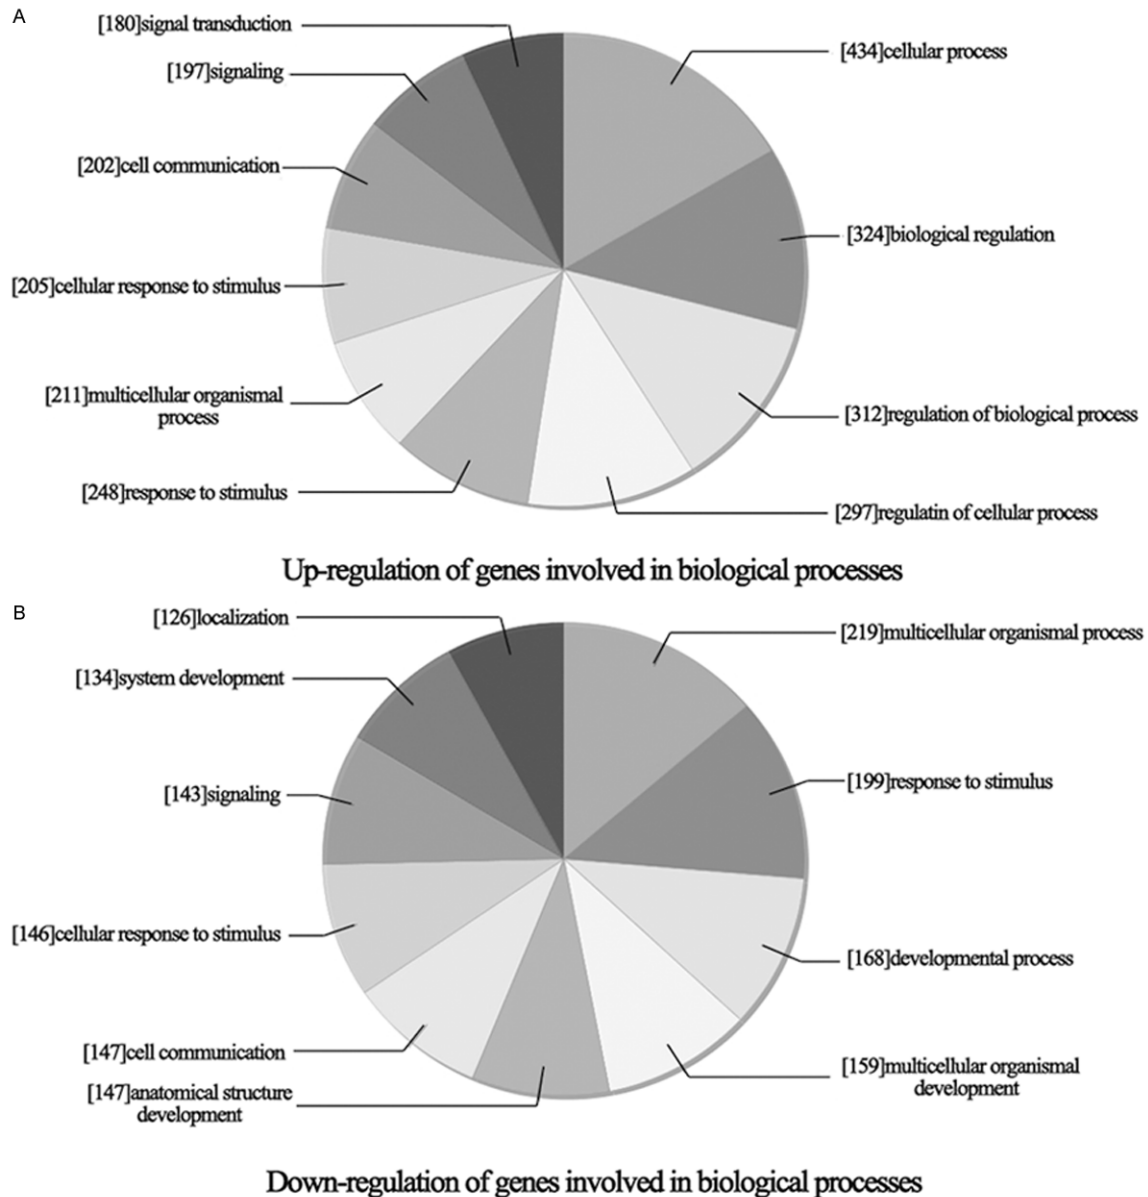 A
[180]signal transduction
[434]cellular process
[197]signaling
[202]cell communication
[324]biological regulation
[205]cellular response to stimulus
[211]multicellular organismal
process
[312]regulation of biological process
[248]response to stimulus
[297]regulatin of cellular process
Up-regulation of genes involved in biological processes
B
[126]localization
[219]multicellular organismal process
[134]system development
[199]response to stimulus
[143]signaling
[146]cellular response to stimulus
[168]developmental process
[147]cell communication
[159]multicellular organismal
development
[147]anatomical structure
development
Down-regulation of genes involved in biological processes